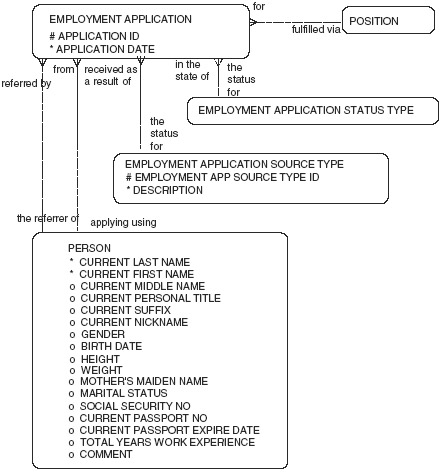 EMPLOYMENT APPLICATION
# APPLICATION ID
* APPLICATION DATE
for
fulfilled via
POSITION
referred by
from
received as
a result of
in the
state of
the
status
for
EMPLOYMENT APPLICATION STATUS TYPE
the
status
for
EMPLOYMENT APPLICATION SOURCE TYPE
# EMPLOYMENT APP SOURCE TYPE ID
* DESCRIPTION
the referrer of
applying using
PERSON
* CURRENT LAST NAME
* CURRENT FIRST NAME
o CURRENT MIDDLE NAME
o CURRENT PERSONAL TITLE
o CURRENT SUFFIX
o CURRENT NICKNAME
o GENDER
o BIRTH DATE
o HEIGHT
o WEIGHT
o MOTHER'S MAIDEN NAME
o MARITAL STATUS
o SOCIAL SECURITY NO
o CURRENT PASSPORT NO
o CURRENT PASSPORT EXPIRE DATE
o TOTAL YEARS WORK EXPERIENCE
o COMMENT